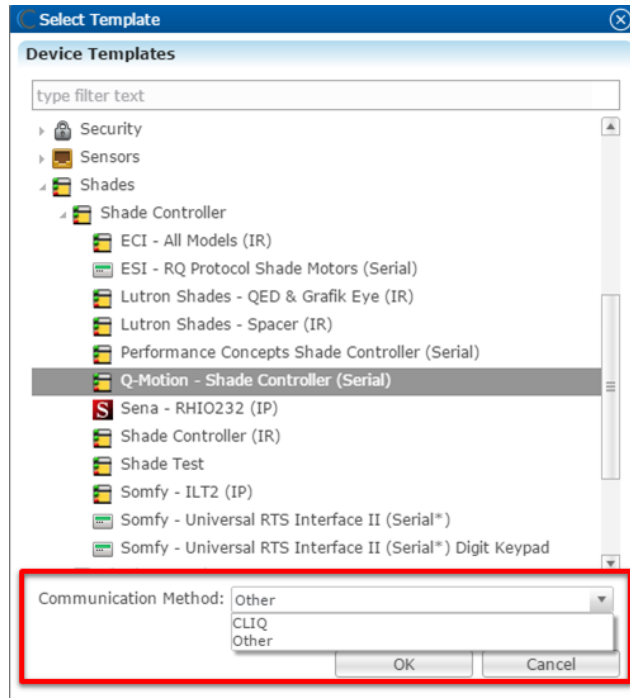 Select Template
Device Templates
type filter text
Security
Sensors
Shades
Shade Controller
ECI - All Models (IR)
ESI - RQ Protocol Shade Motors (Serial)
Lutron Shades - QED & Grafik Eye (IR)
Lutron Shades - Spacer (IR)
Performance Concepts Shade Controller (Serial)
Q-Motion - Shade Controller (Serial)
S Sena - RHIO232 (IP)
Shade Controller (IR)
Shade Test
Somfy - ILT2 (IP)
Somfy - Universal RTS Interface II (Serial*)
Somfy - Universal RTS Interface II (Serial*) Digit Keypad
Communication Method: Other
CLIQ
Other
OK Cancel